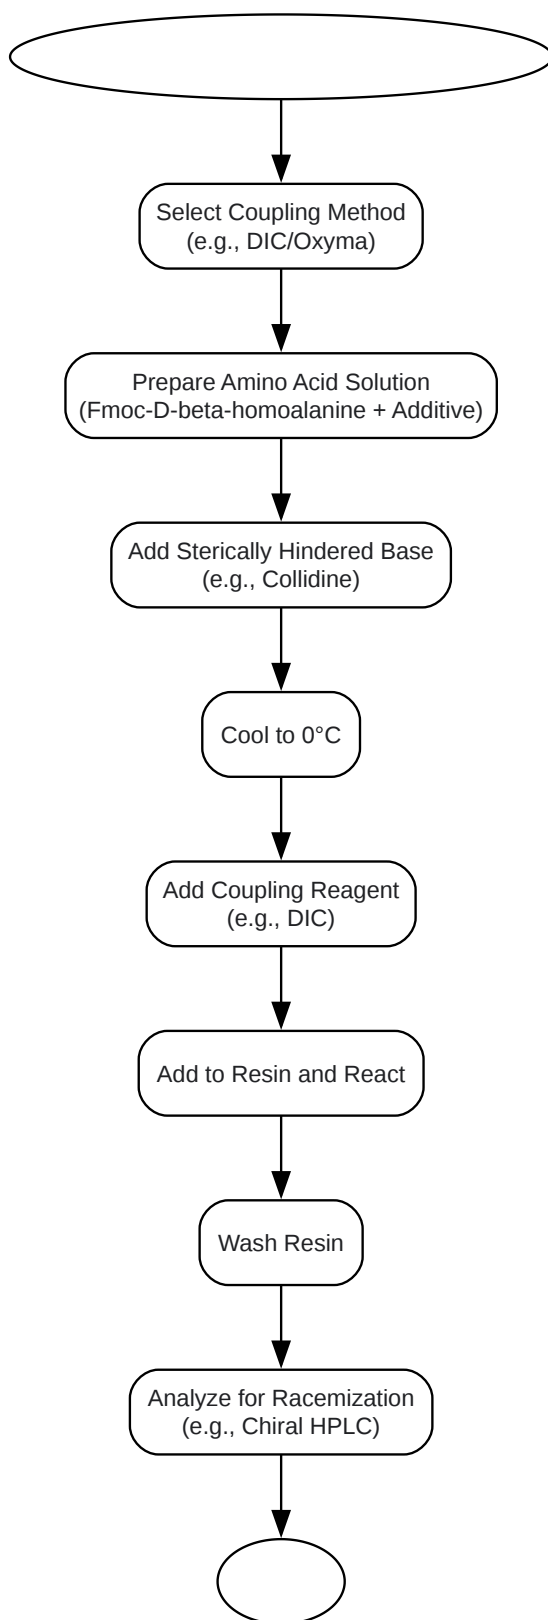 Select Coupling Method
(e.g., DIC/Oxyma)
Prepare Amino Acid Solution
(Fmoc-D-beta-homoalanine + Additive)
Add Sterically Hindered Base
(e.g., Collidine)
Cool to 0°C
Add Coupling Reagent
(e.g., DIC)
Add to Resin and React
Wash Resin
Analyze for Racemization
(e.g., Chiral HPLC)